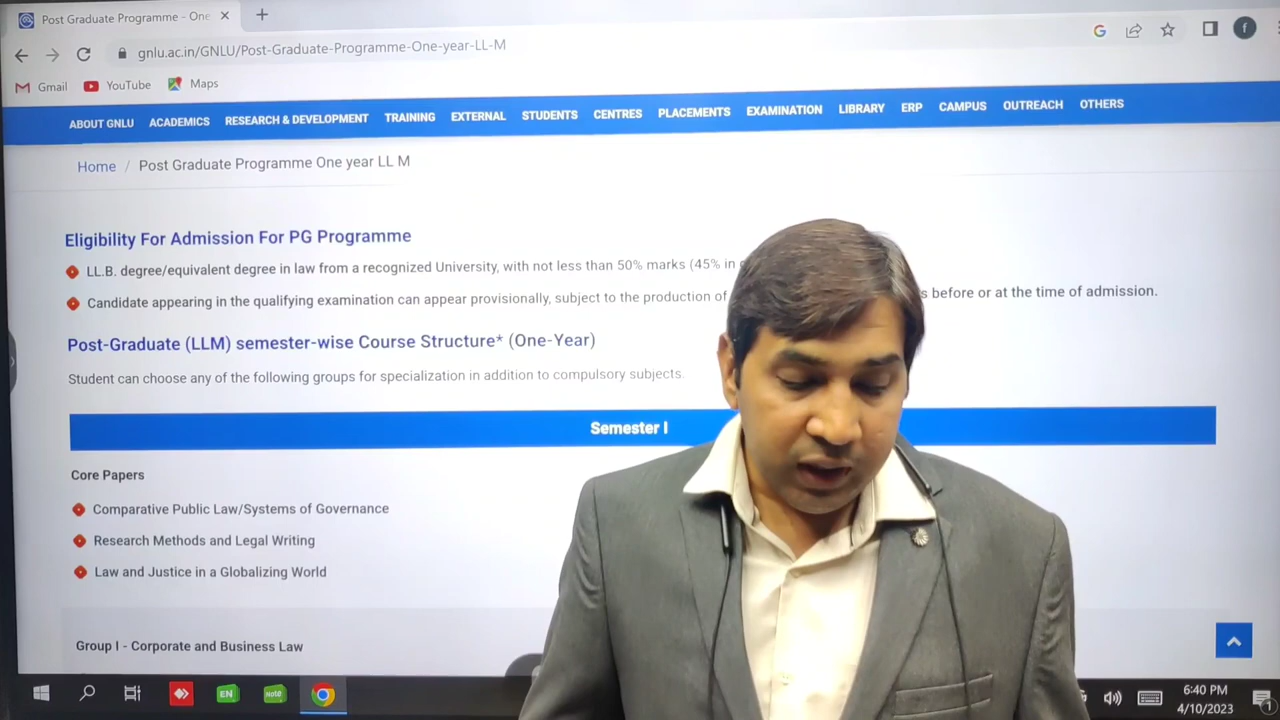 Post Graduate Programme - One
gnlu.ac.in/GNLU/Post-Graduate-Programme-One-year-LL-M
G
f
Gmail
YouTube
Maps
ABOUT GNLU ACADEMICS RESEARCH & DEVELOPMENT TRAINING EXTERNAL STUDENTS CENTRES PLACEMENTS EXAMINATION LIBRARY ERP CAMPUS OUTREACH OTHERS
Home / Post Graduate Programme One year LL M
Eligibility For Admission For PG Programme
LL.B. degree/equivalent degree in law from a recognized University, with not less than 50% marks (45% in
Candidate appearing in the qualifying examination can appear provisionally, subject to the production of s before or at the time of admission.
Post-Graduate (LLM) semester-wise Course Structure* (One-Year)
Student can choose any of the following groups for specialization in addition to compulsory subjects.
Semester I
Core Papers
Comparative Public Law/Systems of Governance
Research Methods and Legal Writing
Law and Justice in a Globalizing World
Group I - Corporate and Business Law
EN
Note
6:40 PM
4/10/2023
1